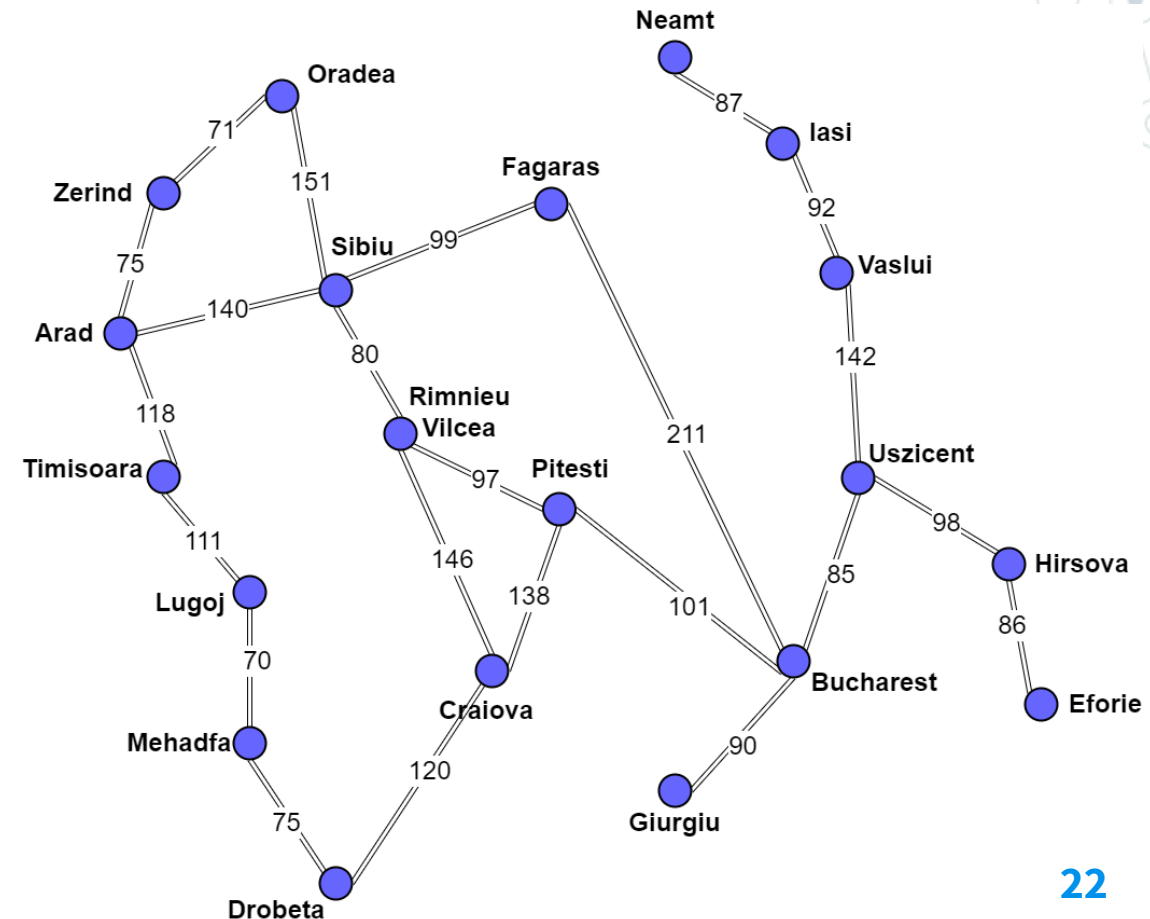 Neamt
Oradea
87
Iasi
71
Fagaras
151
Zerind
92
Sibiu
99
Vaslui
75
140
Arad
80
142
Rimnieu
Vilcea
118
211
Uszicent
Timisoara
Pitesti
97
98
111
146
Hirsova
85
138
Lugoj
101
86
70
Bucharest
Eforie
Craiova
Mehadfa
90
120
75
Giurgiu
22
Drobeta